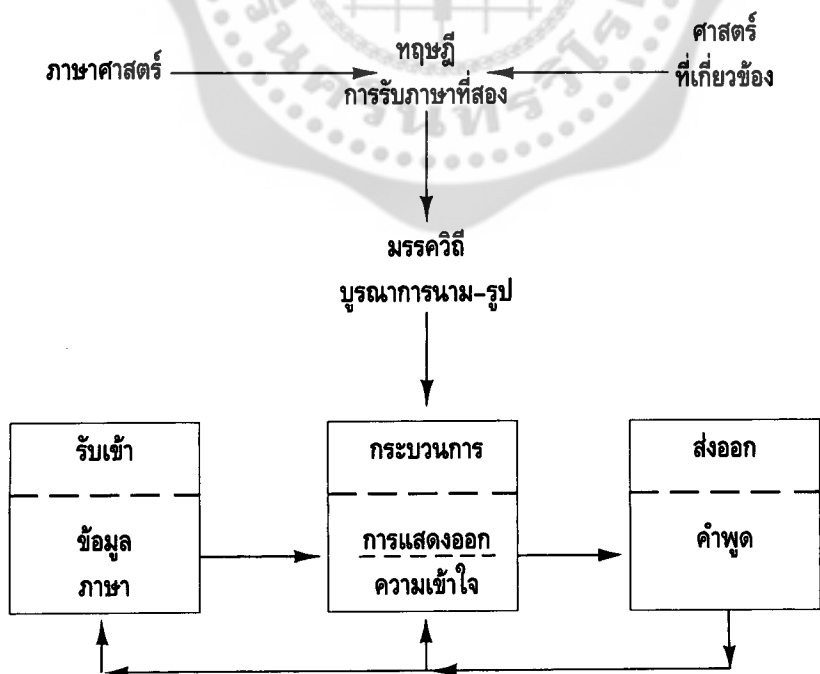 ภาษาศาสตร์
ทฤษฎี
การรับภาษาที่สอง
ศาสตร์
ที่เกี่ยวข้อง
มรรควิถี
บูรณาการนาม-รูป
รับเข้า
ข้อมูล
ภาษา
กระบวนการ
การแสดงออก
ความเข้าใจ
ส่งออก
คำพูด